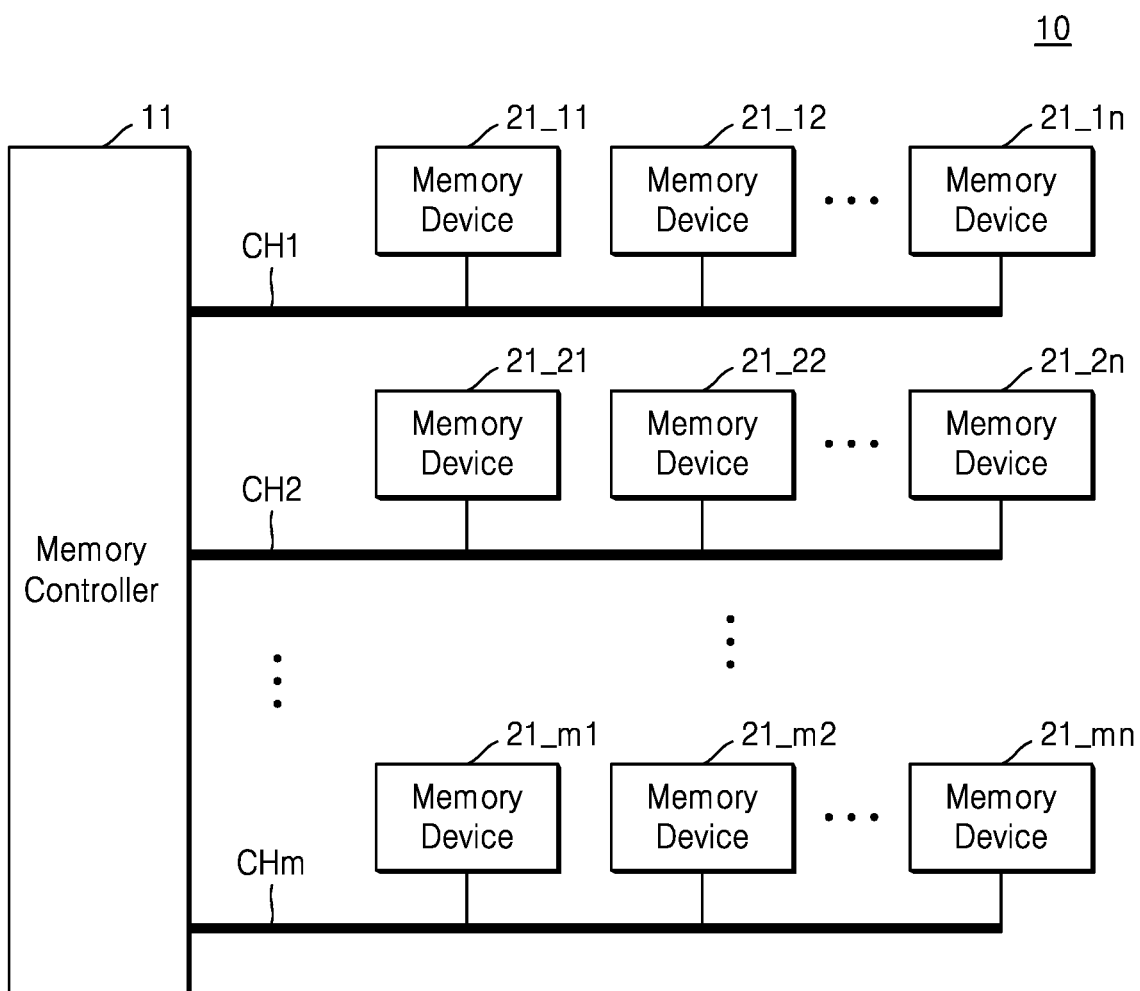 10
11
21_11
21_12
21_1n
Memory
Device
Memory
Device
Memory
Device
CH1
21_21
21_22
21_2n
Memory
Device
Memory
Device
Memory
Device
CH2
Memory
Controller
21_m1
21_m2
21_mn
Memory
Device
Memory
Device
Memory
Device
CHm